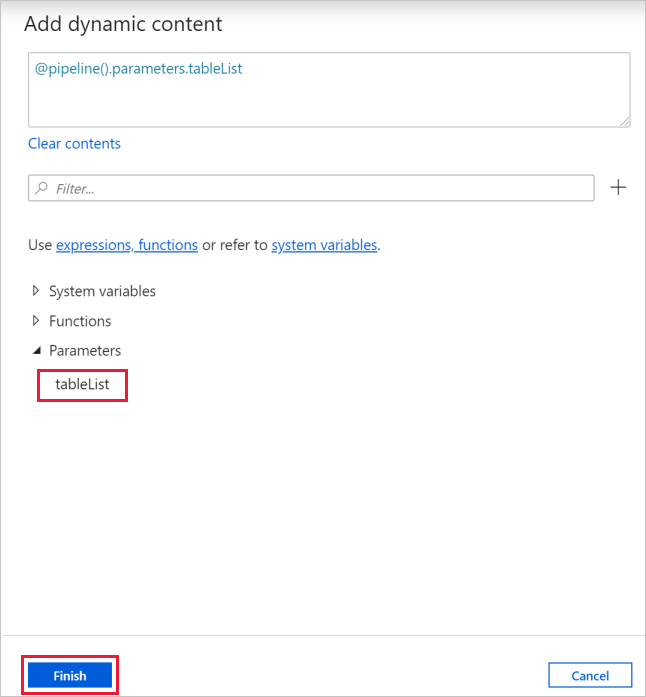 Add dynamic content
@pipeline().parameters.tableList
Clear contents
Filter...
Use expressions, functions or refer to system variables.
System variables
Functions
Parameters
tableList
Finish
Cancel